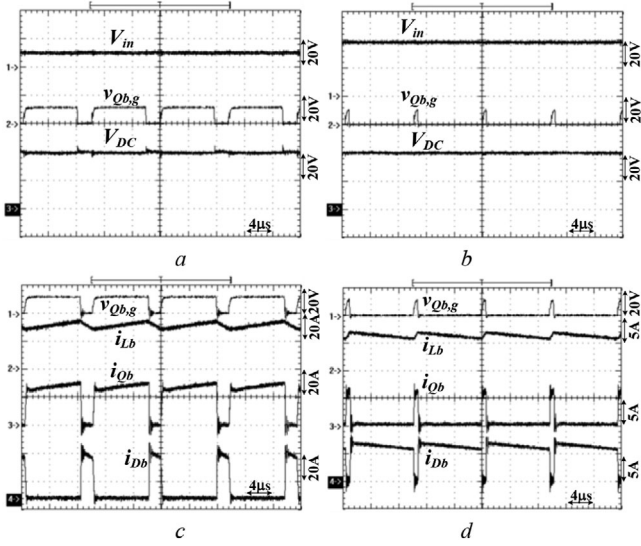 V_in
20V
1
v_Qb,g
20V
2
V_DC
20V
3
4μs
a
V_in
20V
1
v_Qb,g
20V
2
V_DC
20V
3
4μs
b
v_Qb,g
20V
1
i_Lb
20A
2
i_Qb
20A
3
i_Db
20A
4
4μs
c
v_Qb,g
20V
1
i_Lb
5A
2
i_Qb
5A
3
i_Db
5A
4
4μs
d